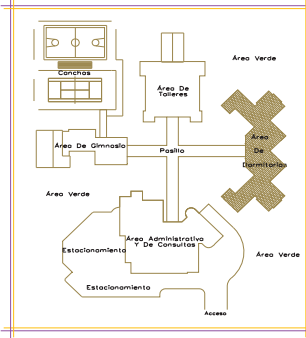 Área Verde
Canchas
Área De
Talleres
Área
De
Dormitorios
Área De Gimnasio
Pasillo
Área Verde
Área Administrativa
Y De Consultas
Estacionamiento
Área Verde
Estacionamiento
Acceso